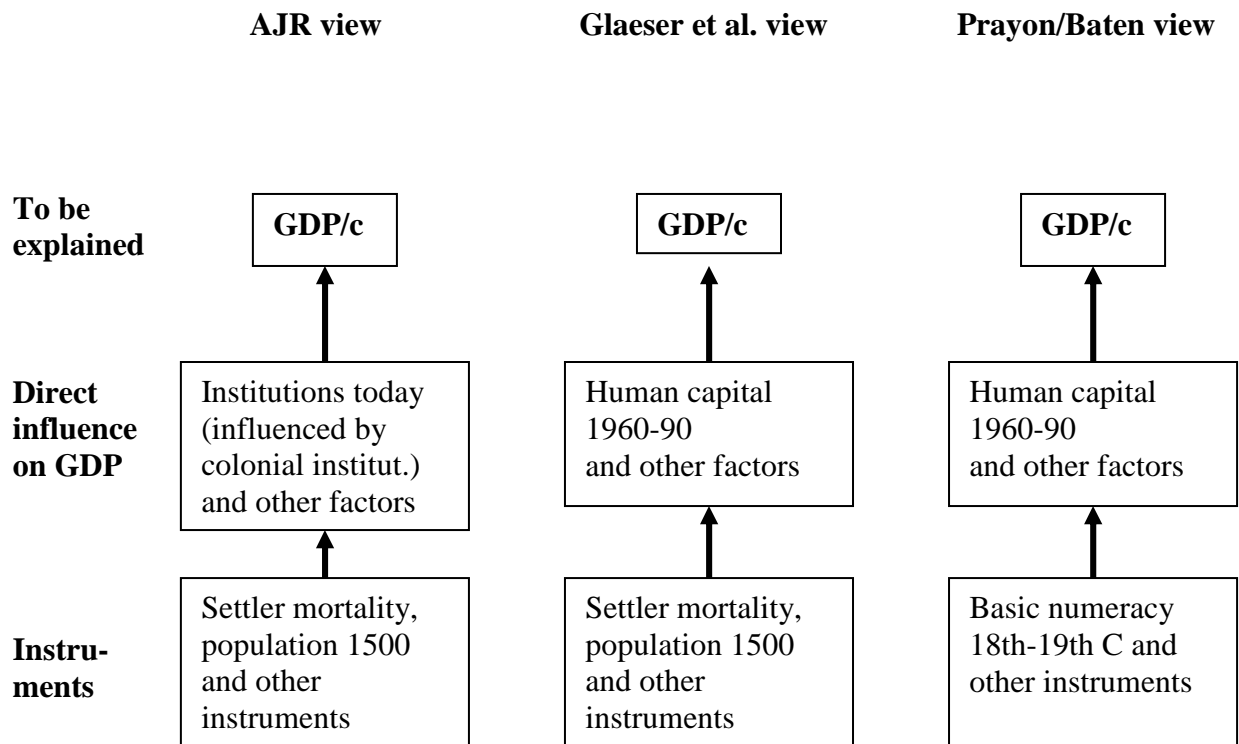 AJR view
Glaeser et al. view
Prayon/Baten view
To be
explained
GDP/c
GDP/c
GDP/c
Direct
influence
on GDP
Institutions today
(influenced by
colonial institut.)
and other factors
Human capital
1960-90
and other factors
Human capital
1960-90
and other factors
Instru-
ments
Settler mortality,
population 1500
and other
instruments
Settler mortality,
population 1500
and other
instruments
Basic numeracy
18th-19th C and
other instruments